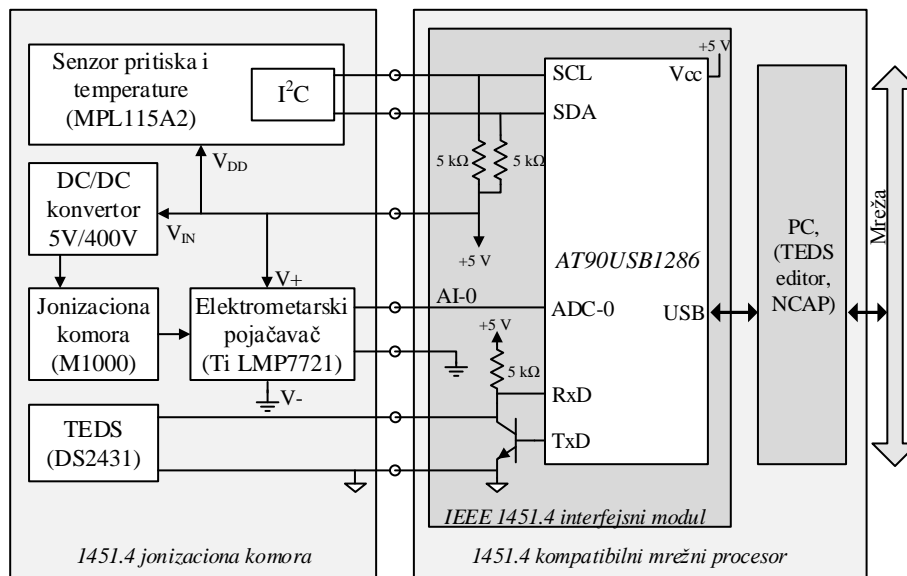 Senzor pritiska i
temperature
(MPL115A2)
I²C
V_DD
DC/DC
konvertor
5V/400V
V_IN
V+
Jonizaciona
komora
(M1000)
Elektrometarski
pojačavač
(Ti LMP7721)
V-
TEDS
(DS2431)
1451.4 jonizaciona komora
SCL
SDA
Vcc
+5 V
5 kΩ
5 kΩ
+5 V
AT90USB1286
AI-0
ADC-0
USB
+5 V
5 kΩ
RxD
TxD
IEEE 1451.4 interfejsni modul
PC,
(TEDS
editor,
NCAP)
Mreža
1451.4 kompatibilni mrežni procesor